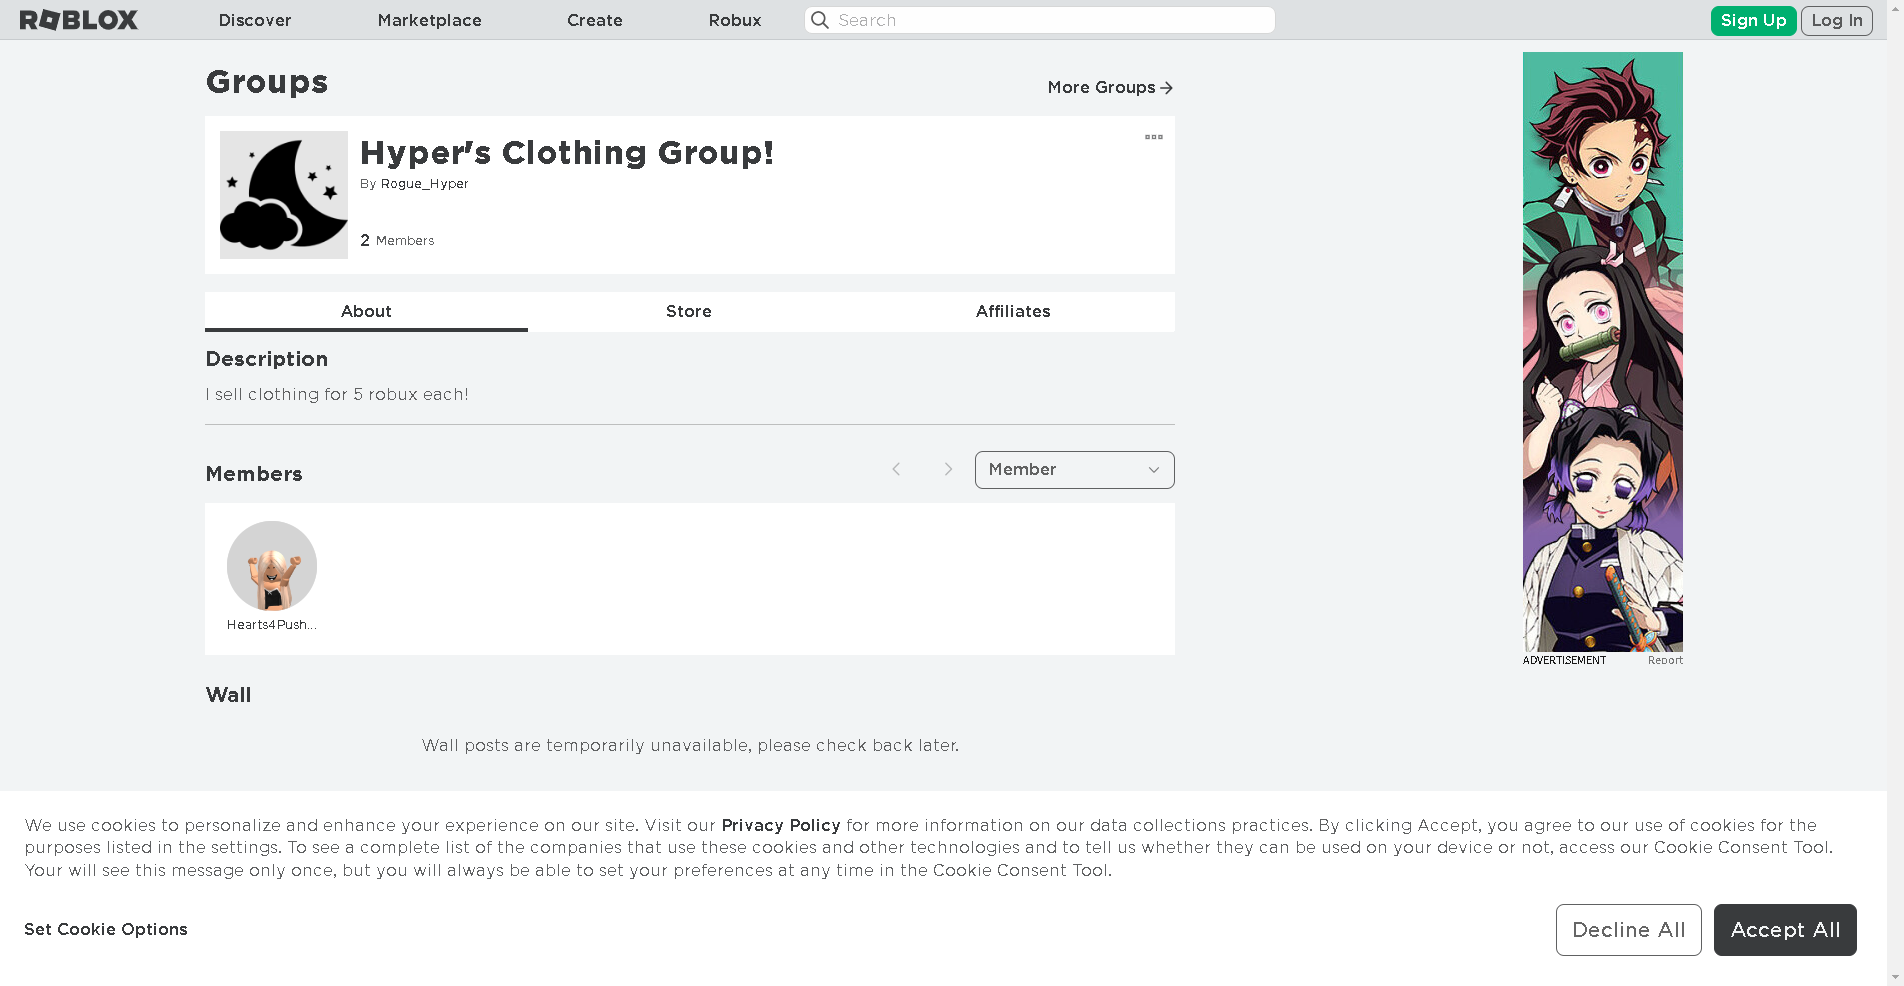 ROBLOX
Discover
Marketplace
Create
Robux
Search
Sign Up
Log In
Groups
More Groups
Hyper's Clothing Group!
By Rogue_Hyper
2 Members
About
Store
Affiliates
Description
I sell clothing for 5 robux each!
Members
Member
Hearts4Push...
Wall
Wall posts are temporarily unavailable, please check back later.
ADVERTISEMENT
Report
We use cookies to personalize and enhance your experience on our site. Visit our Privacy Policy for more information on our data collections practices. By clicking Accept, you agree to our use of cookies for the
purposes listed in the settings. To see a complete list of the companies that use these cookies and other technologies and to tell us whether they can be used on your device or not, access our Cookie Consent Tool.
Your will see this message only once, but you will always be able to set your preferences at any time in the Cookie Consent Tool.
Set Cookie Options
Decline All
Accept All